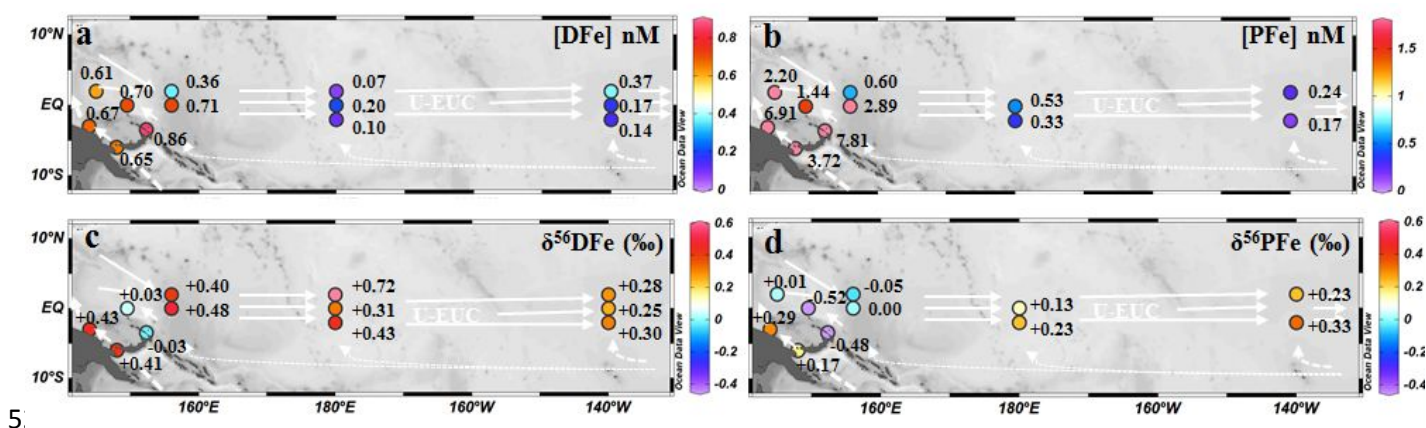 a
[DFe] nM
10°N
EQ
10°S
0.61
0.70
0.67
0.65
0.86
0.36
0.71
0.07
0.20
0.10
U-EUC
0.37
0.17
0.14
Ocean Data View
0.8
0.6
0.4
0.2
0
b
[PFe] nM
2.20
1.44
6.91
3.72
7.81
0.60
2.89
0.53
0.33
U-EUC
0.24
0.17
Ocean Data View
1.5
1
0.5
0
c
δ⁵⁶DFe (‰)
10°N
EQ
10°S
+0.03
+0.43
+0.41
-0.03
+0.40
+0.48
+0.72
+0.31
+0.43
U-EUC
+0.28
+0.25
+0.30
Ocean Data View
0.6
0.4
0.2
0
-0.2
-0.4
160°E
180°E
160°W
140°W
d
δ⁵⁶PFe (‰)
+0.01
-0.52
+0.29
+0.17
-0.48
-0.05
0.00
+0.13
+0.23
U-EUC
+0.23
+0.33
Ocean Data View
0.6
0.4
0.2
0
-0.2
-0.4
160°E
180°E
160°W
140°W